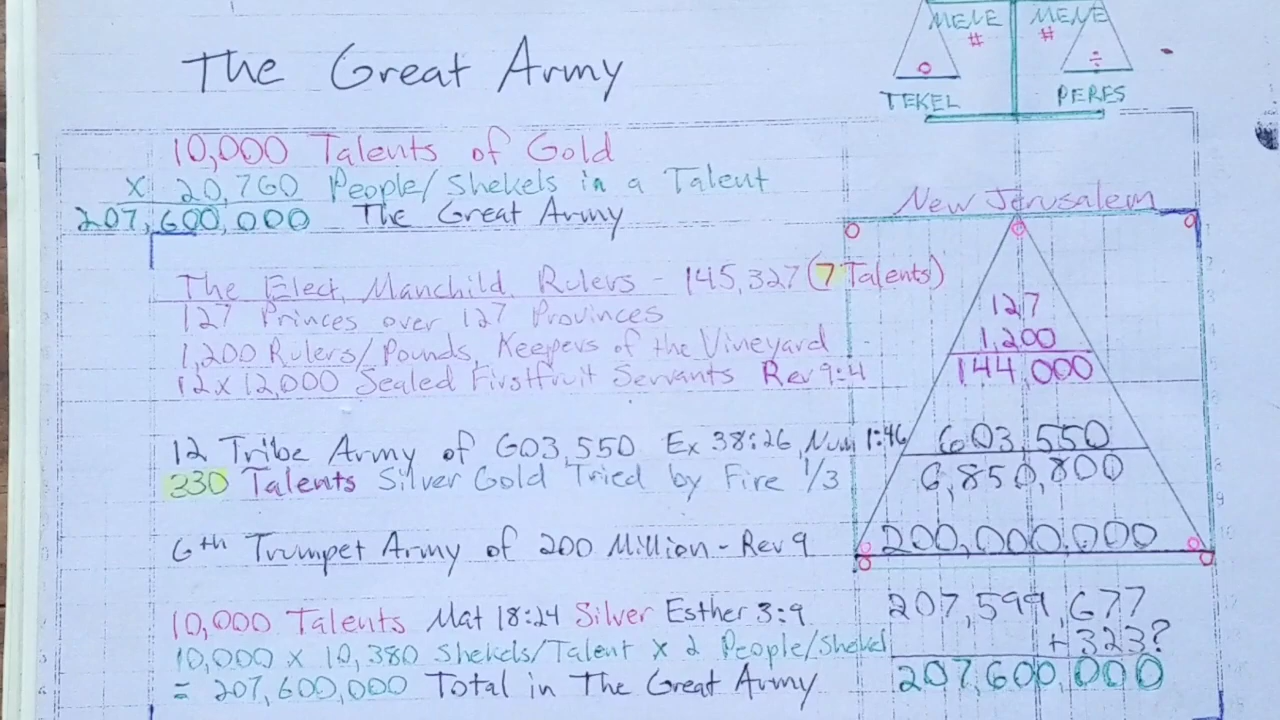 MENE MENE
# #
÷
TEKEL PERES
The Great Army
10,000 Talents of Gold
x 20,760 People/Shekels in a Talent
207,600,000 The Great Army
The Elect, Manchild, Rulers - 145,327 (7 Talents)
127 Princes over 127 Provinces
1,200 Rulers/Pounds, Keepers of the Vineyard
12x12,000 Sealed Firstfruit Servants Rev 9:4
12 Tribe Army of 603,550 Ex 38:26, Num 1:46
330 Talents Silver Gold Tried by Fire 1/3
6th Trumpet Army of 200 Million - Rev 9
10,000 Talents Mat 18:24 Silver Esther 3:9
10,000 x 10,380 Shekels/Talent x 2 People/Shekel
= 207,600,000 Total in The Great Army
New Jerusalem
127
1,200
144,000
603,550
6,850,800
200,000,000
207,599,677
+ 323?
207,600,000